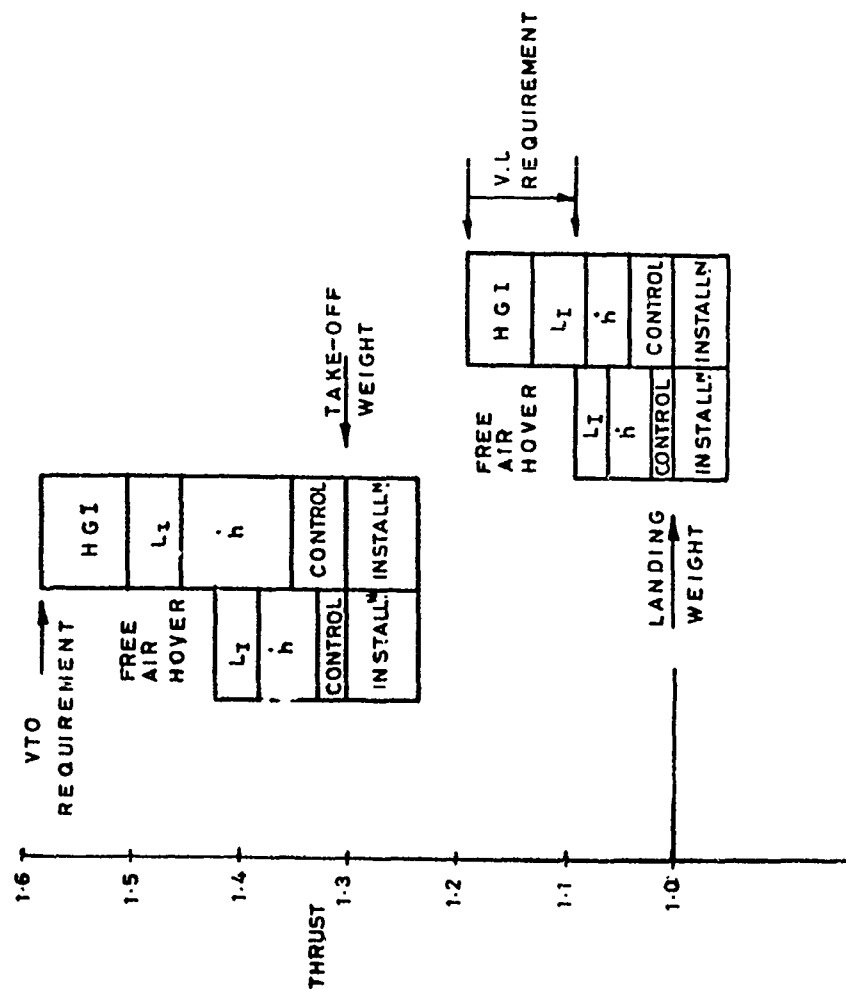 VTO
REQUIREMENT
FREE
AIR
HOVER
HGI
LI
ḣ
CONTROL
INSTALLN.
LI
ḣ
CONTROL
INSTALLN.
TAKE-OFF
WEIGHT
V.L
REQUIREMENT
FREE
AIR
HOVER
HGI
LI
ḣ
CONTROL
INSTALLN.
LI
ḣ
CONTROL
INSTALLN.
LANDING
WEIGHT
THRUST
1·6
1·5
1·4
1·3
1·2
1·1
1·0